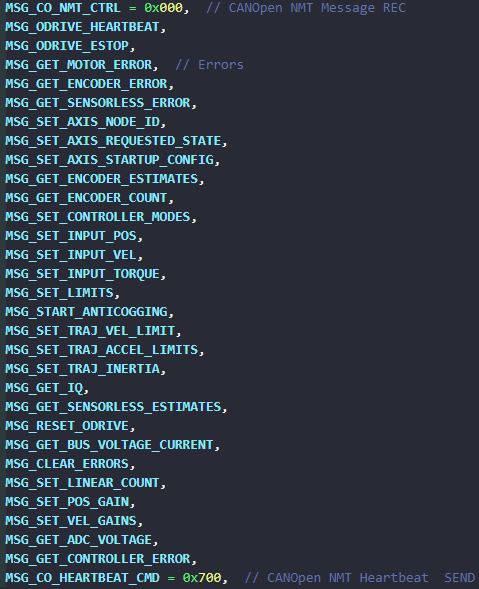 MSG_CO_NMT_CTRL = 0x000,  // CANOpen NMT Message REC
MSG_ODRIVE_HEARTBEAT,
MSG_ODRIVE_ESTOP,
MSG_GET_MOTOR_ERROR,  // Errors
MSG_GET_ENCODER_ERROR,
MSG_GET_SENSORLESS_ERROR,
MSG_SET_AXIS_NODE_ID,
MSG_SET_AXIS_REQUESTED_STATE,
MSG_SET_AXIS_STARTUP_CONFIG,
MSG_GET_ENCODER_ESTIMATES,
MSG_GET_ENCODER_COUNT,
MSG_SET_CONTROLLER_MODES,
MSG_SET_INPUT_POS,
MSG_SET_INPUT_VEL,
MSG_SET_INPUT_TORQUE,
MSG_SET_LIMITS,
MSG_START_ANTICOGGING,
MSG_SET_TRAJ_VEL_LIMIT,
MSG_SET_TRAJ_ACCEL_LIMITS,
MSG_SET_TRAJ_INERTIA,
MSG_GET_IQ,
MSG_GET_SENSORLESS_ESTIMATES,
MSG_RESET_ODRIVE,
MSG_GET_BUS_VOLTAGE_CURRENT,
MSG_CLEAR_ERRORS,
MSG_SET_LINEAR_COUNT,
MSG_SET_POS_GAIN,
MSG_SET_VEL_GAINS,
MSG_GET_ADC_VOLTAGE,
MSG_GET_CONTROLLER_ERROR,
MSG_CO_HEARTBEAT_CMD = 0x700,  // CANOpen NMT Heartbeat  SEND